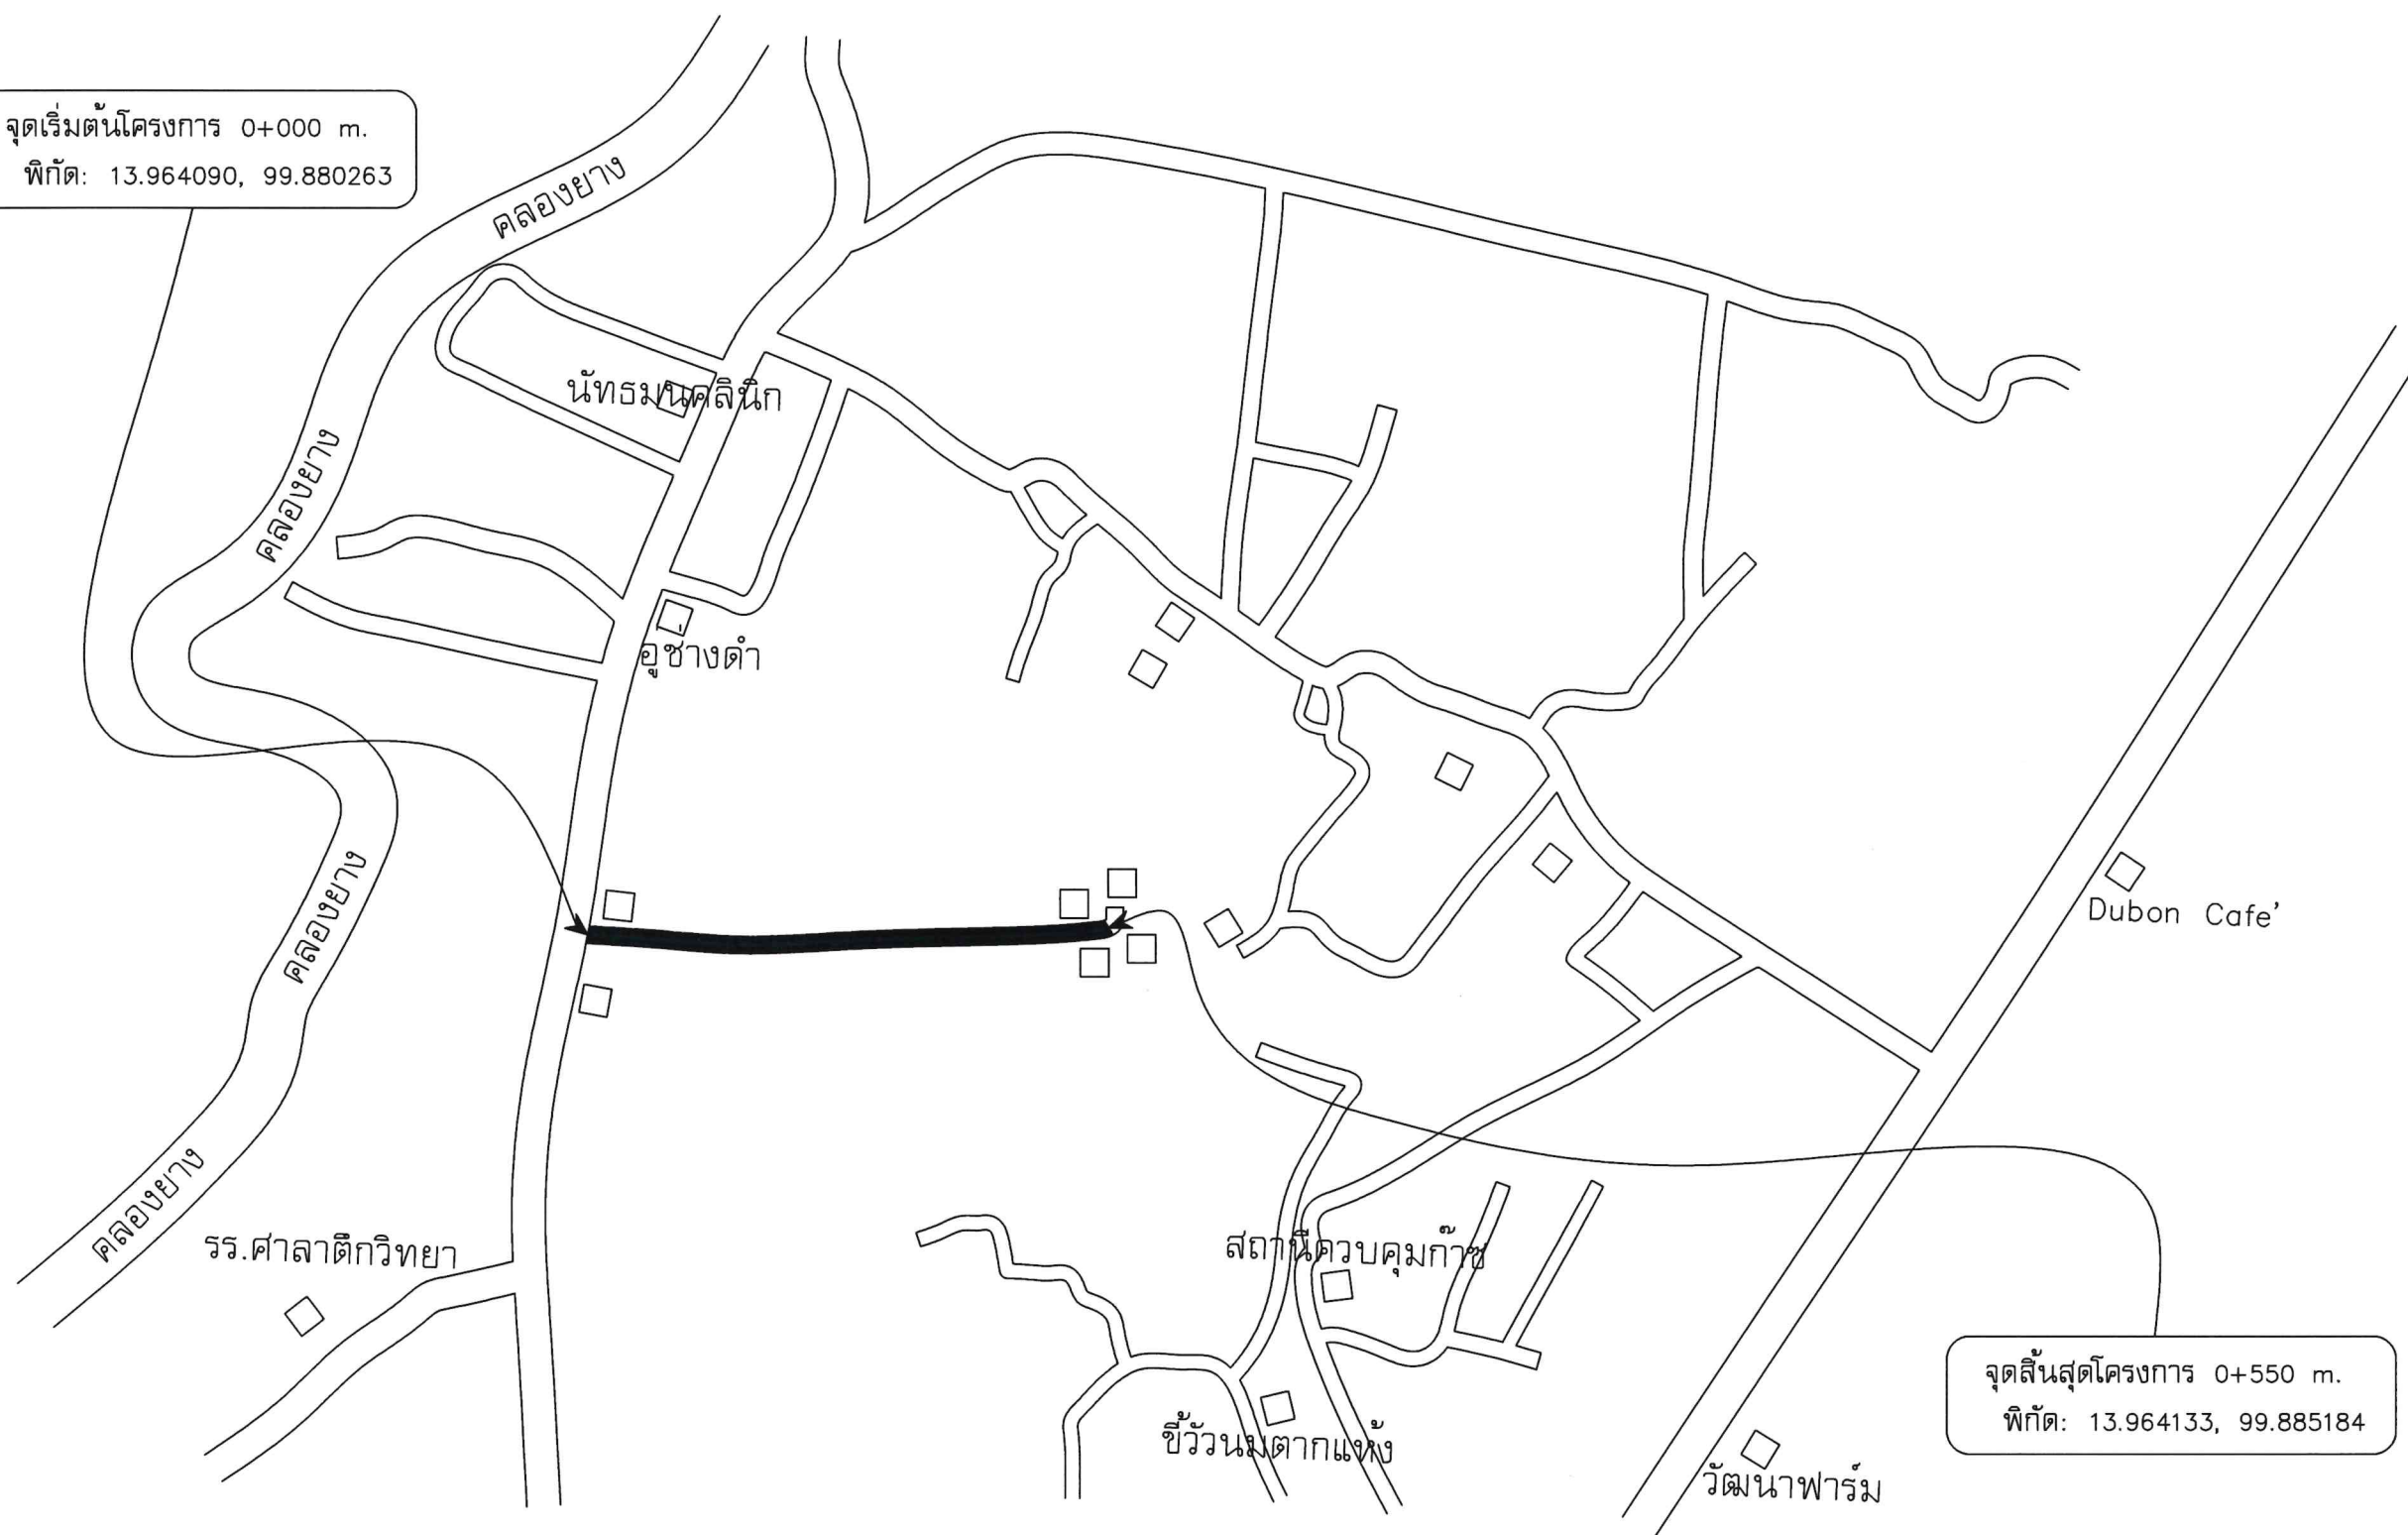 จุดเริ่มต้นโครงการ 0+000 m.
พิกัด: 13.964090, 99.880263
คลองยาง
นัทธมนคลินิก
คลองยาง
อู่ช่างดำ
คลองยาง
Dubon Cafe'
คลองยาง
รร.ศาลาตึกวิทยา
สถานีควบคุมก๊าซ
จุดสิ้นสุดโครงการ 0+550 m.
พิกัด: 13.964133, 99.885184
ขี้วัวนมตากแห้ง
วัฒนาฟาร์ม